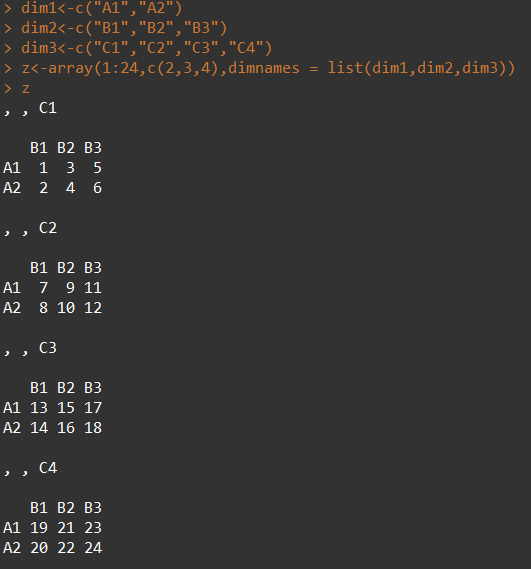 > dim1<-c("A1","A2")
> dim2<-c("B1","B2","B3")
> dim3<-c("C1","C2","C3","C4")
> z<-array(1:24,c(2,3,4),dimnames = list(dim1,dim2,dim3))
> z
, , C1

   B1 B2 B3
A1  1  3  5
A2  2  4  6

, , C2

   B1 B2 B3
A1  7  9 11
A2  8 10 12

, , C3

   B1 B2 B3
A1 13 15 17
A2 14 16 18

, , C4

   B1 B2 B3
A1 19 21 23
A2 20 22 24